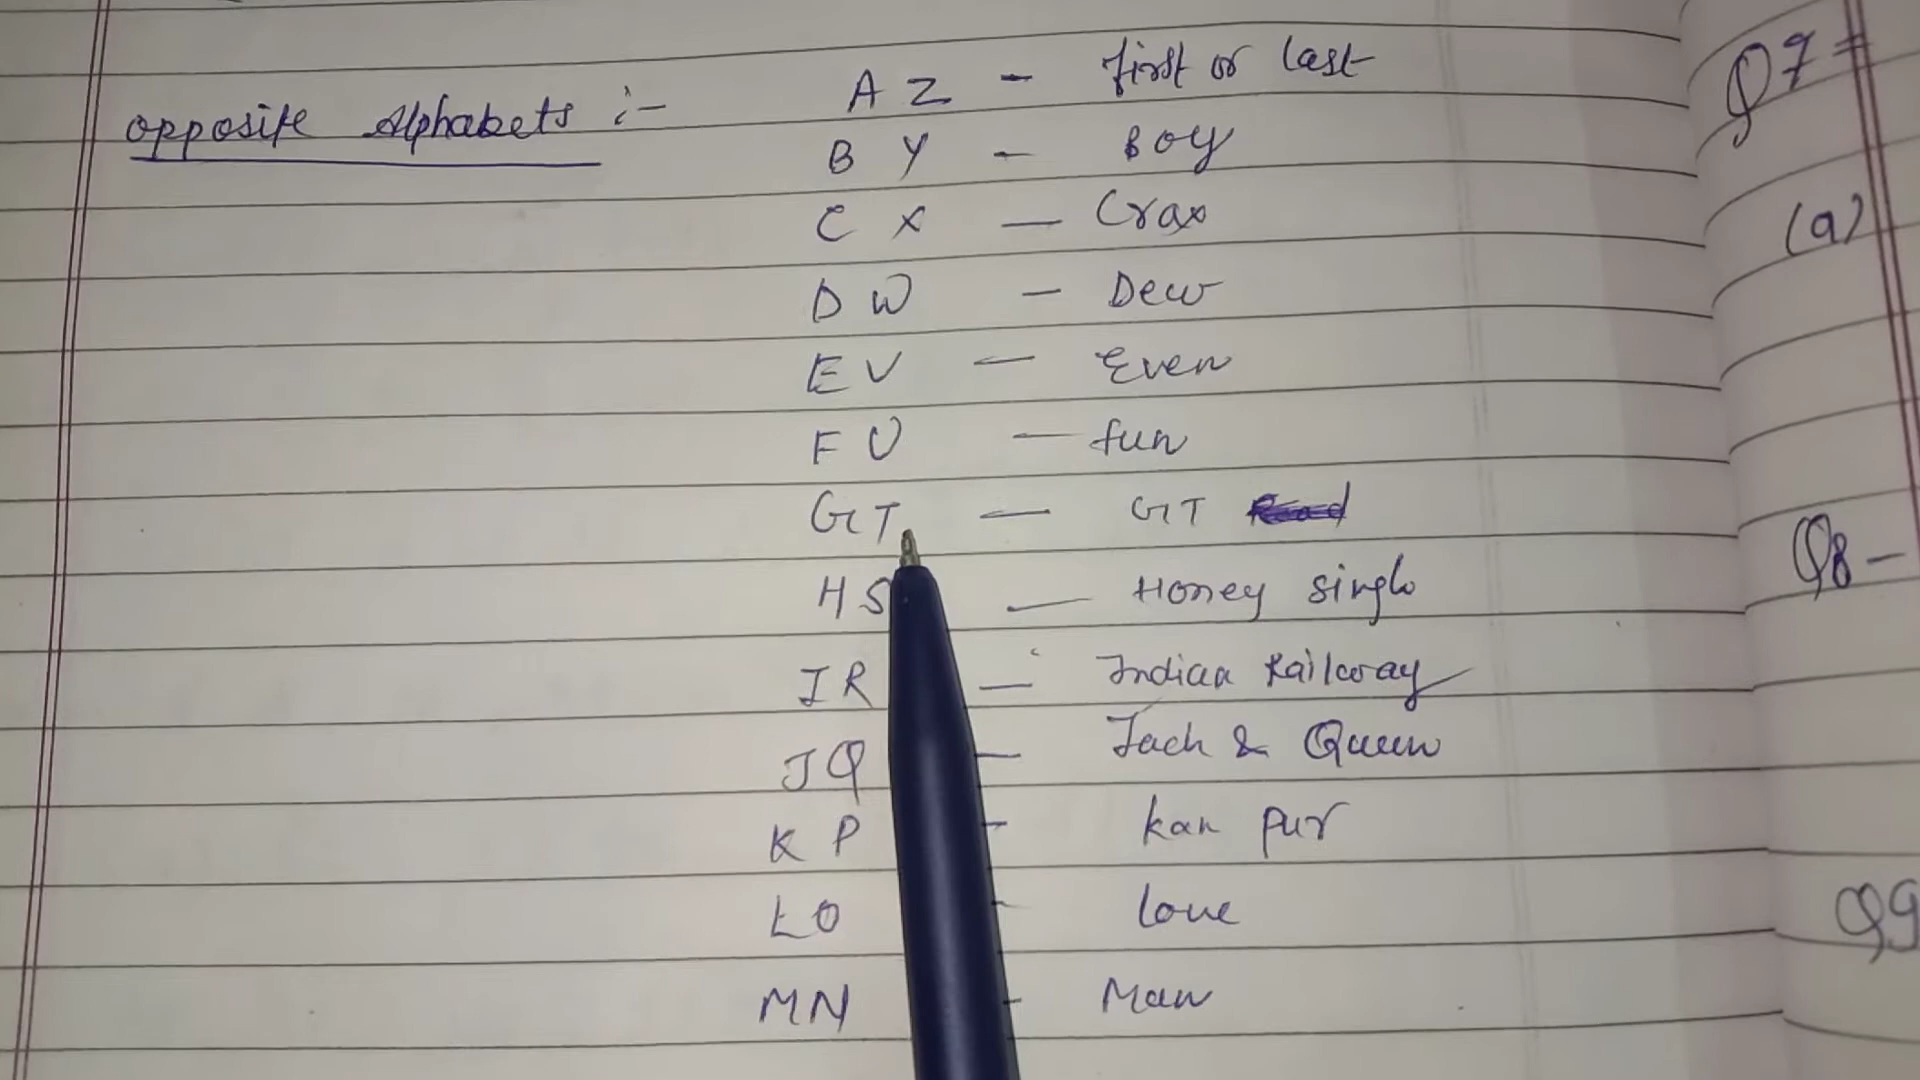 opposite Alphabets :- A Z - first or last
B Y - Boy
C X - Crax
D W - Dew
E V - Even
F U - fun
G T - GT
H S - Honey singh
I R - Indian Railway
J Q - Jack & Queen
K P - kan pur
L O - love
M N - Man
Q7 =
(a)
Q8 -
Q9